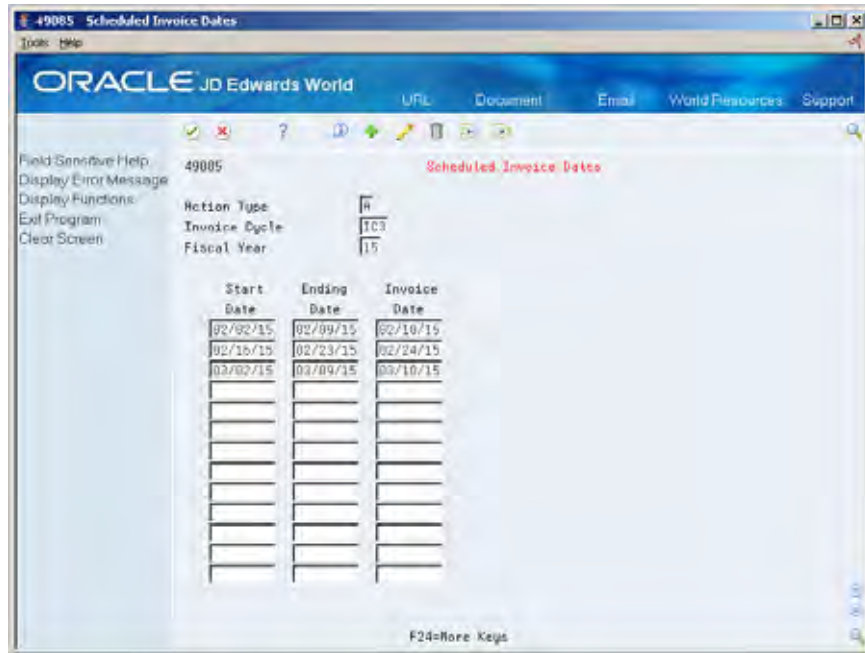 49085 Scheduled Invoice Dates
Tools Help
ORACLE JD Edwards World
URL Document Email World Resources Support
Field Sensitive Help
Display Error Message
Display Functions
Exit Program
Clear Screen
49085 Scheduled Invoice Dates
Action Type A
Invoice Cycle IC3
Fiscal Year 15
Start Ending Invoice
Date Date Date
02/02/15 02/09/15 02/10/15
02/16/15 02/23/15 02/24/15
03/02/15 03/09/15 03/10/15
F24=More Keys